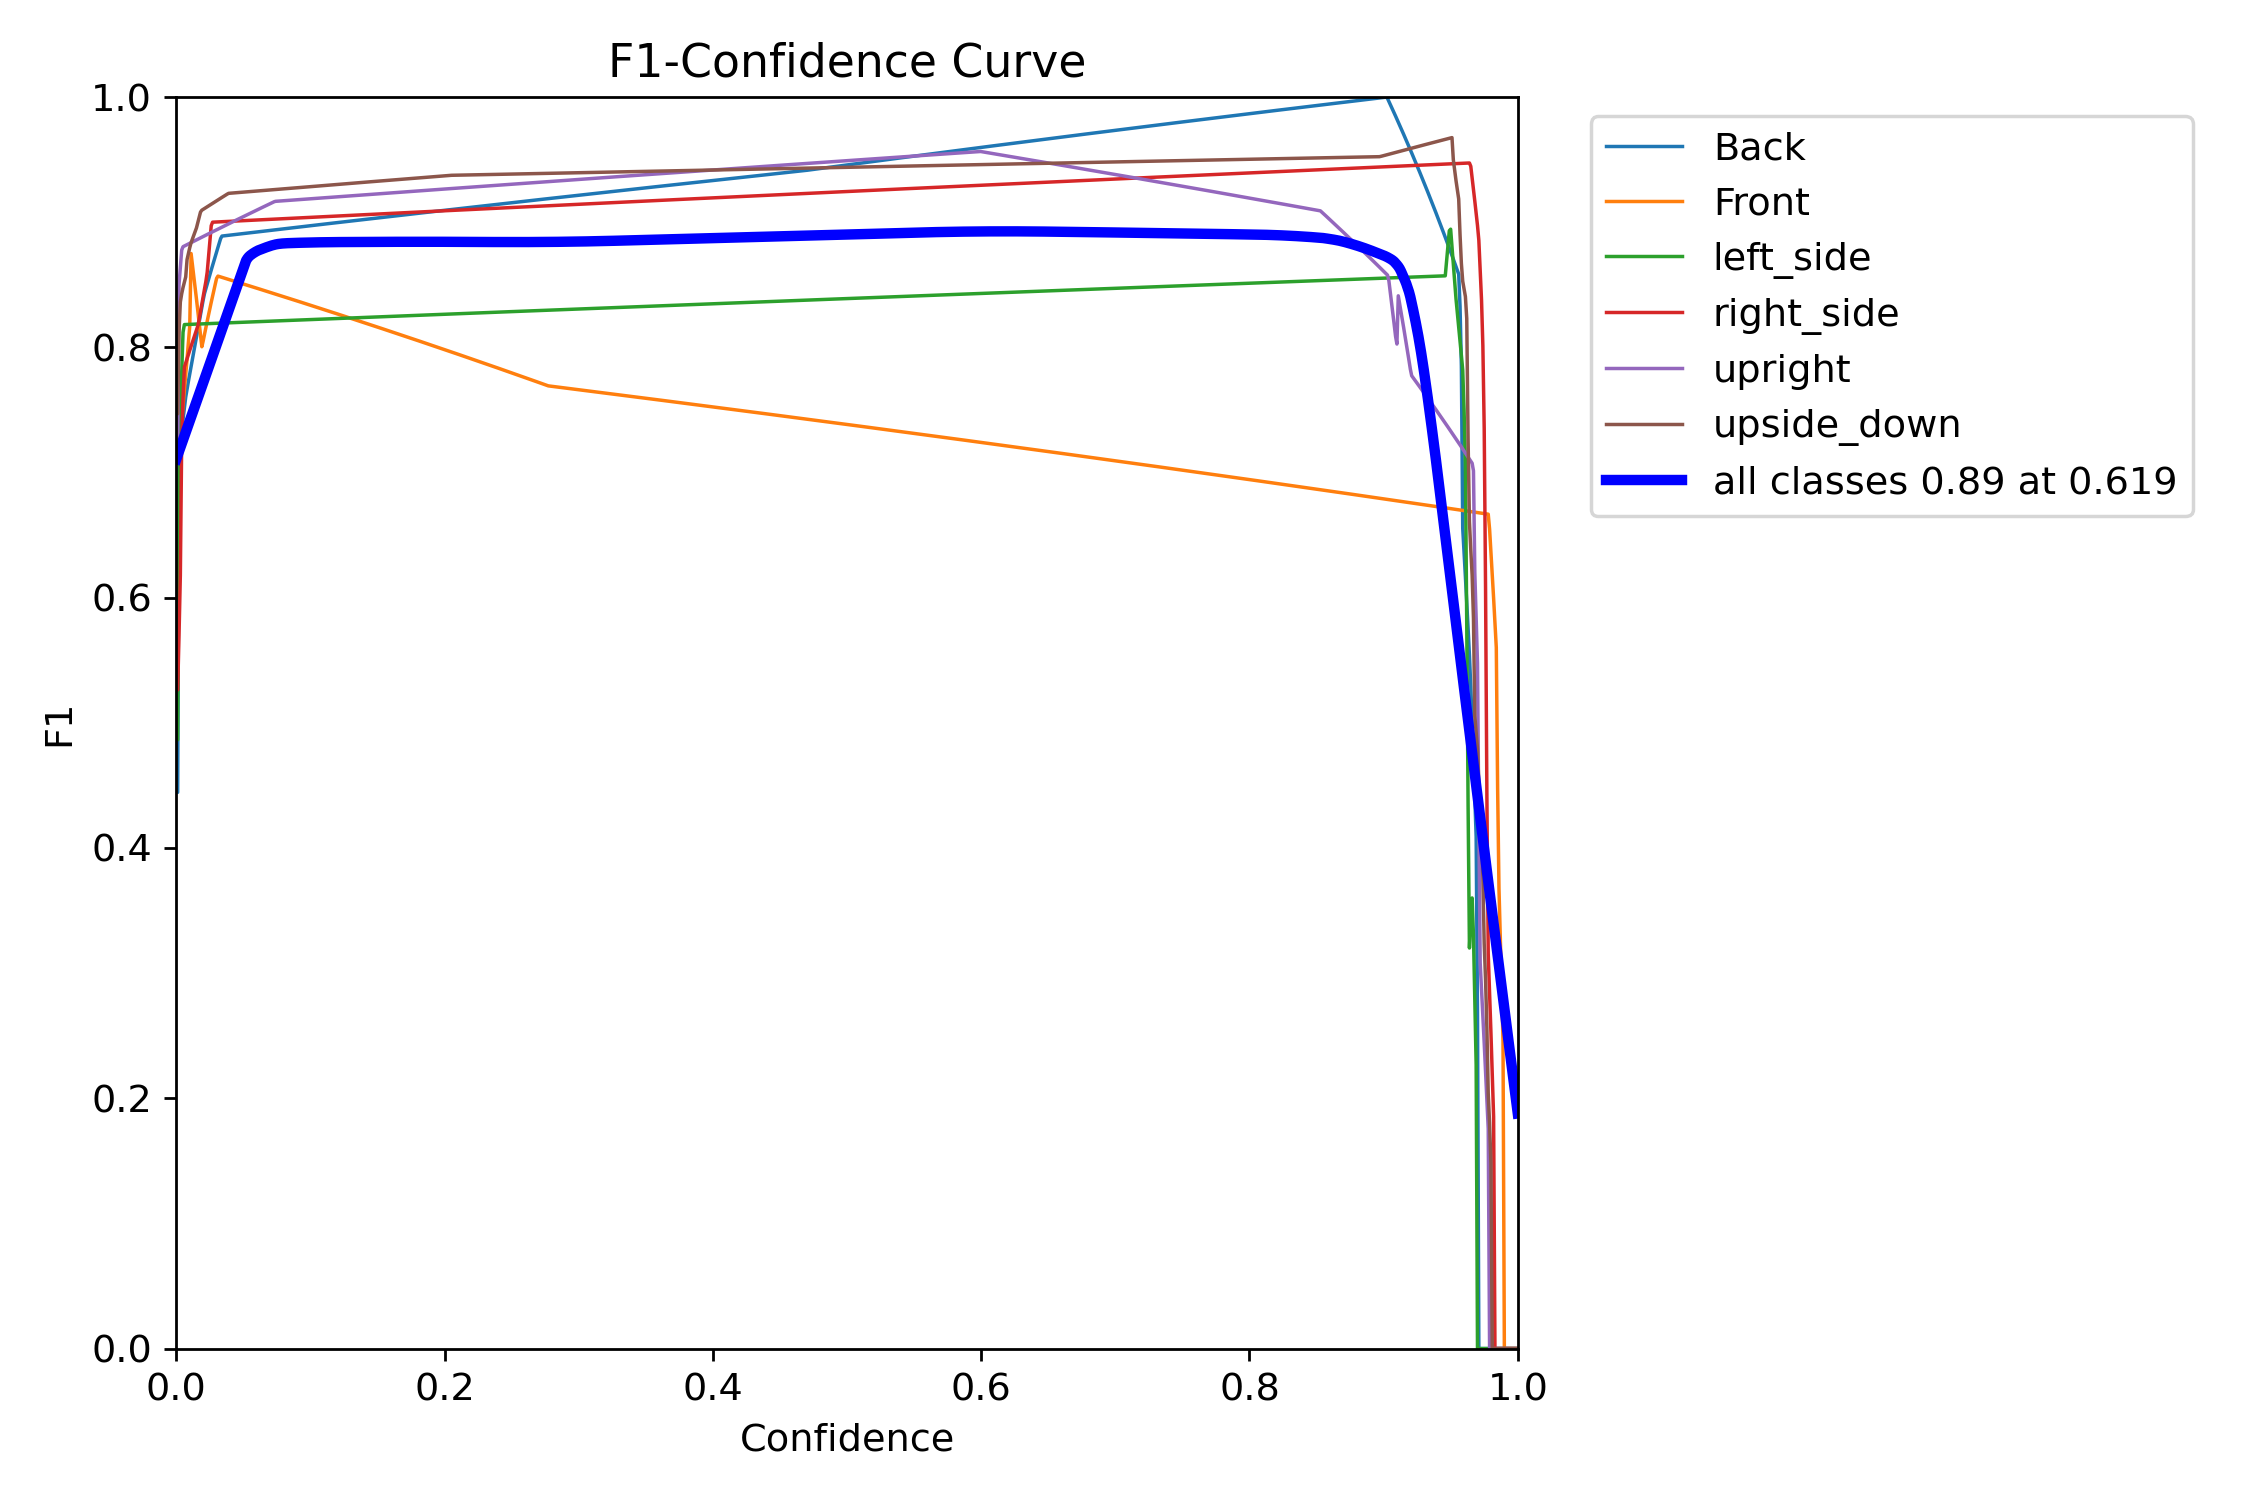 F1-Confidence Curve
1.0
0.8
0.6
0.4
0.2
0.0
F1
0.0 0.2 0.4 0.6 0.8 1.0
Confidence
Back
Front
left_side
right_side
upright
upside_down
all classes 0.89 at 0.619